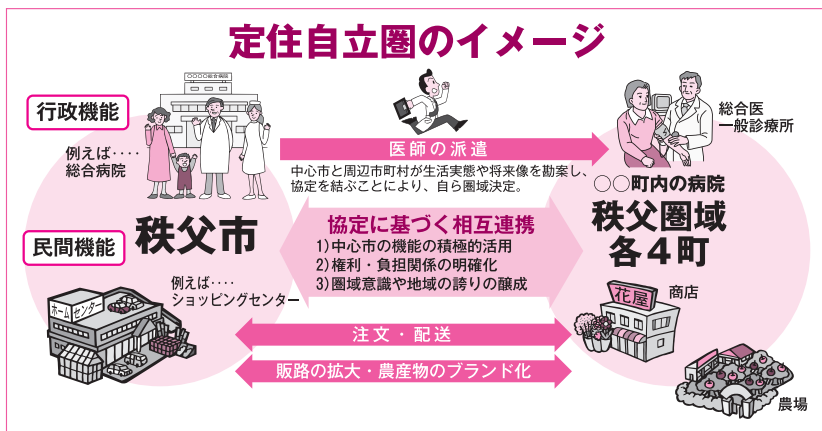 定住自立圏のイメージ
○○○○総合病院
行政機能
例えば‥‥
総合病院
医師の派遣
総合医
一般診療所
中心市と周辺市町村が生活実態や将来像を勘案し、
協定を結ぶことにより、自ら圏域決定。
○○町内の病院
秩父市
協定に基づく相互連携
1)中心市の機能の積極的活用
2)権利・負担関係の明確化
3)圏域意識や地域の誇りの醸成
秩父圏域
各4町
民間機能
例えば‥‥
ショッピングセンター
ホームセンター
花屋
商店
注文・配送
販路の拡大・農産物のブランド化
農場